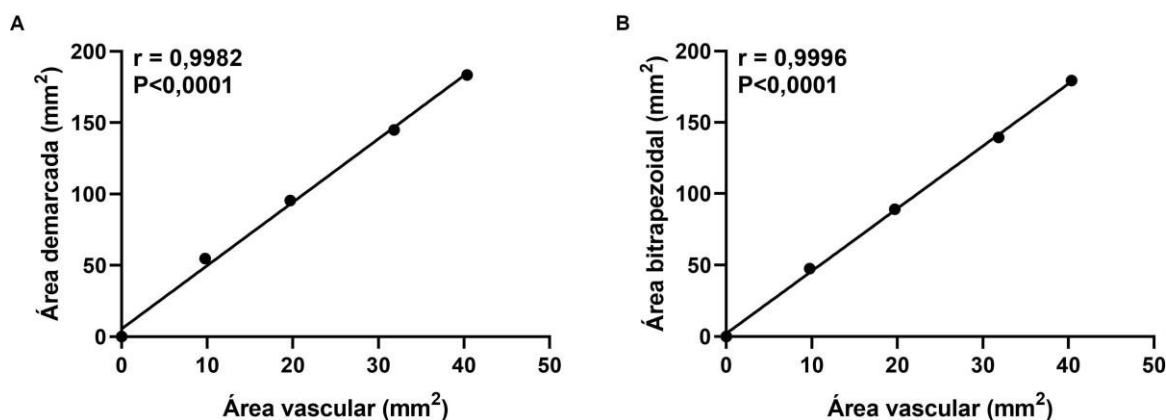 A
r = 0,9982
P<0,0001
Área demarcada (mm²)
200
150
100
50
0
0 10 20 30 40 50
Área vascular (mm²)
B
r = 0,9996
P<0,0001
Área bitrapezoidal (mm²)
200
150
100
50
0
0 10 20 30 40 50
Área vascular (mm²)